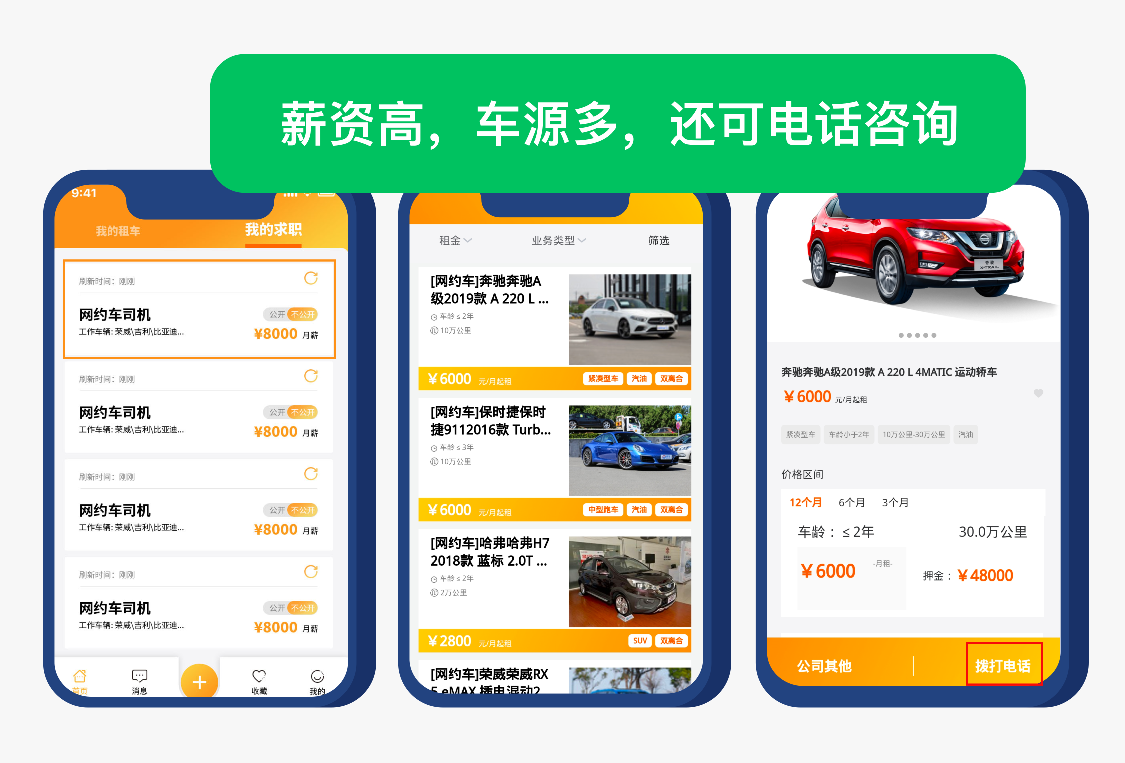 薪资高，车源多，还可电话咨询
9:41
我的租车
我的求职
刷新时间：刚刚
网约车司机
公开 不公开
工作车辆: 荣威\吉利\比亚迪...
¥8000 月薪
刷新时间：刚刚
网约车司机
公开 不公开
工作车辆: 荣威\吉利\比亚迪...
¥8000 月薪
刷新时间：刚刚
网约车司机
公开 不公开
工作车辆: 荣威\吉利\比亚迪...
¥8000 月薪
刷新时间：刚刚
网约车司机
公开 不公开
工作车辆: 荣威\吉利\比亚迪...
¥8000 月薪
首页
消息
收藏
我的
租金
业务类型
筛选
[网约车]奔驰奔驰A
级2019款 A 220 L ...
车龄 ≤ 2年
10万公里
¥6000 元/月起租
紧凑型车 汽油 双离合
[网约车]保时捷保时
捷9112016款 Turb...
车龄 ≤ 3年
10万公里
¥6000 元/月起租
中型跑车 汽油 双离合
[网约车]哈弗哈弗H7
2018款 蓝标 2.0T ...
车龄 ≤ 2年
2万公里
¥2800 元/月起租
SUV 双离合
[网约车]荣威荣威RX
5 eMAX 插电混动2
奔驰奔驰A级2019款 A 220 L 4MATIC 运动轿车
¥6000 元/月起租
紧凑型车 车龄小于2年 10万公里-30万公里 汽油
价格区间
12个月 6个月 3个月
车龄：≤ 2年
30.0万公里
¥6000 -月租-
押金：¥48000
公司其他
拨打电话